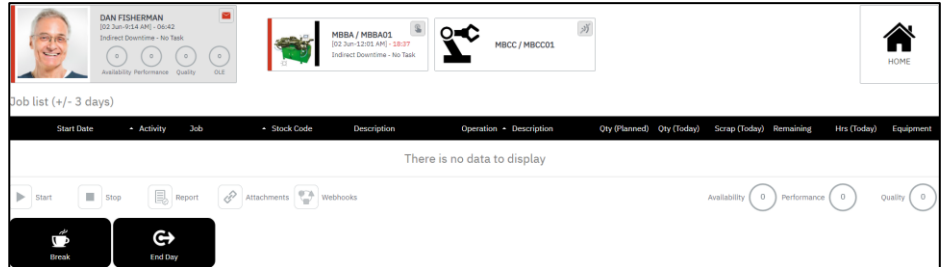 DAN FISHERMAN
[02 Jun-9:14 AM] - 06:42
Indirect Downtime - No Task
0 0 0 0
Availability Performance Quality OLE
MBBA / MBBA01
[02 Jun-12:01 AM] - 18:37
Indirect Downtime - No Task
MBCC / MBCC01
HOME
Job list (+/- 3 days)
Start Date Activity Job Stock Code Description Operation Description Qty (Planned) Qty (Today) Scrap (Today) Remaining Hrs (Today) Equipment
There is no data to display
Start Stop Report Attachments Webhooks Availability 0 Performance 0 Quality 0
Break End Day